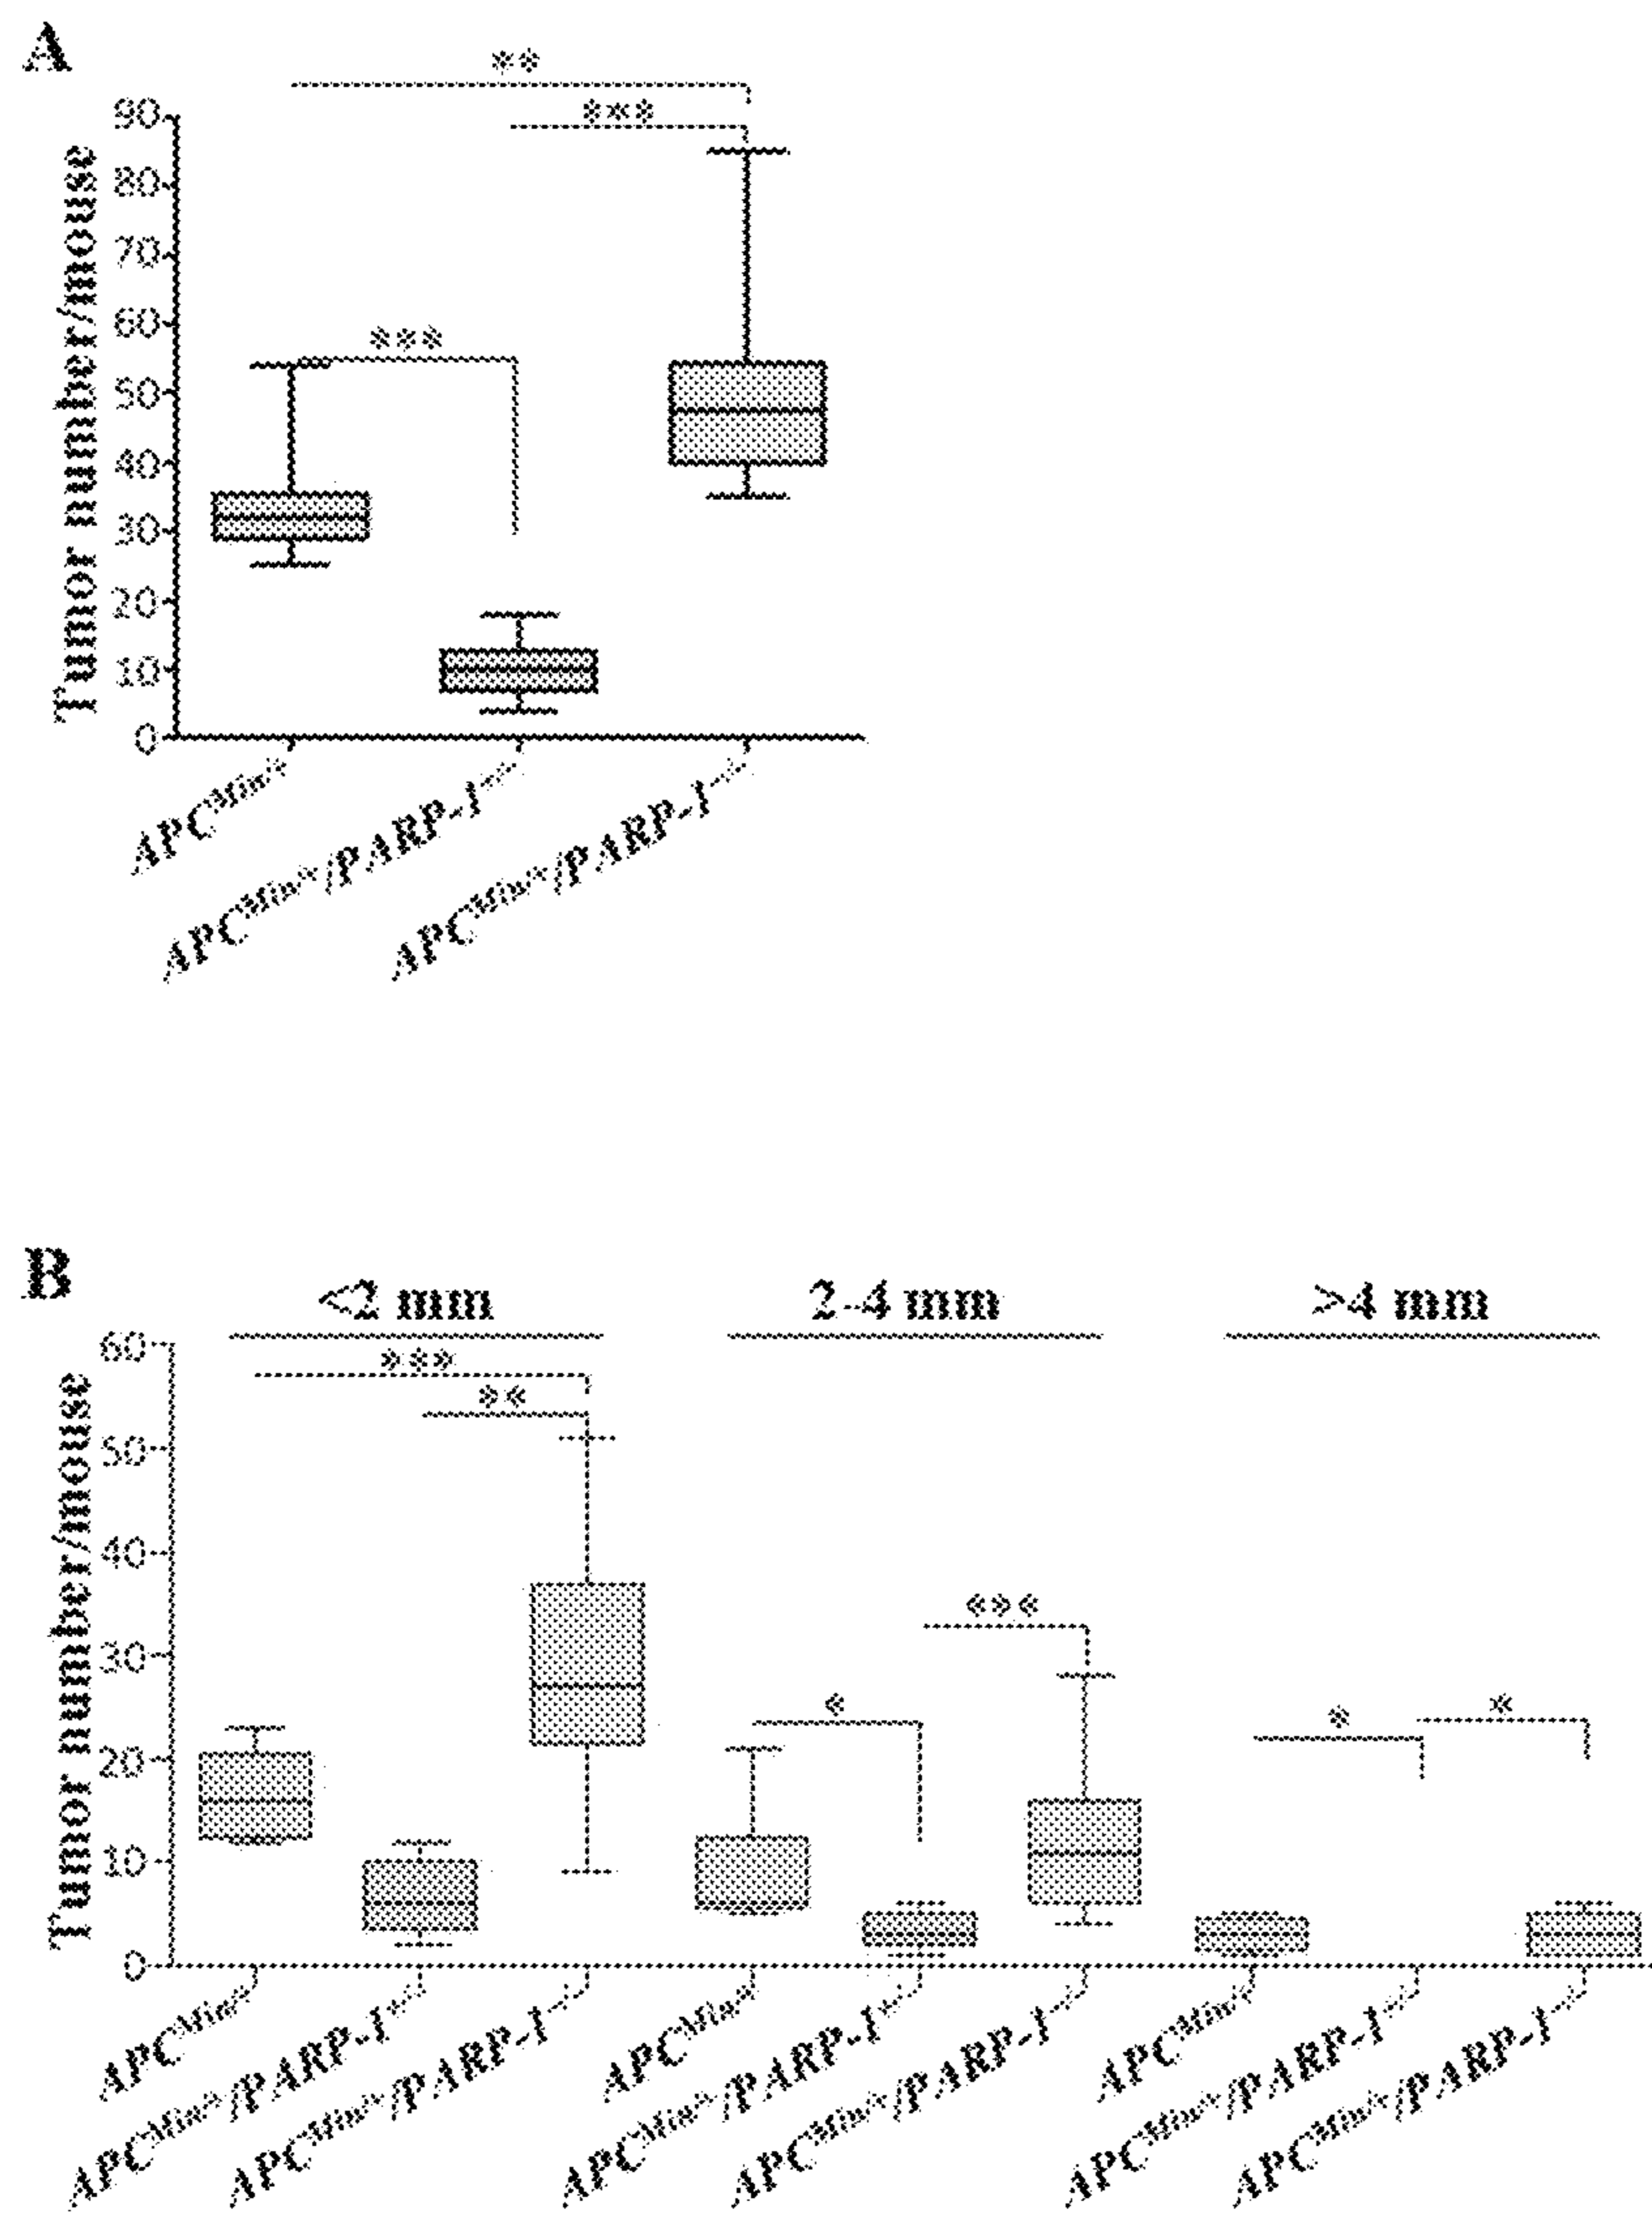 A
**
***
90
80
70
60
50
40
30
20
10
0
***
Tumor number/mouse
APC^Min/+
APC^Min/+/PARP-1
APC^Min/+/PARP-1
B
<2 mm 2-4 mm >4 mm
60
50
40
30
20
10
0
***
**
***
*
*
*
Tumor number/mouse
APC^Min/+
APC^Min/+/PARP-1
APC^Min/+/PARP-1
APC^Min/+
APC^Min/+/PARP-1
APC^Min/+/PARP-1
APC^Min/+
APC^Min/+/PARP-1
APC^Min/+/PARP-1